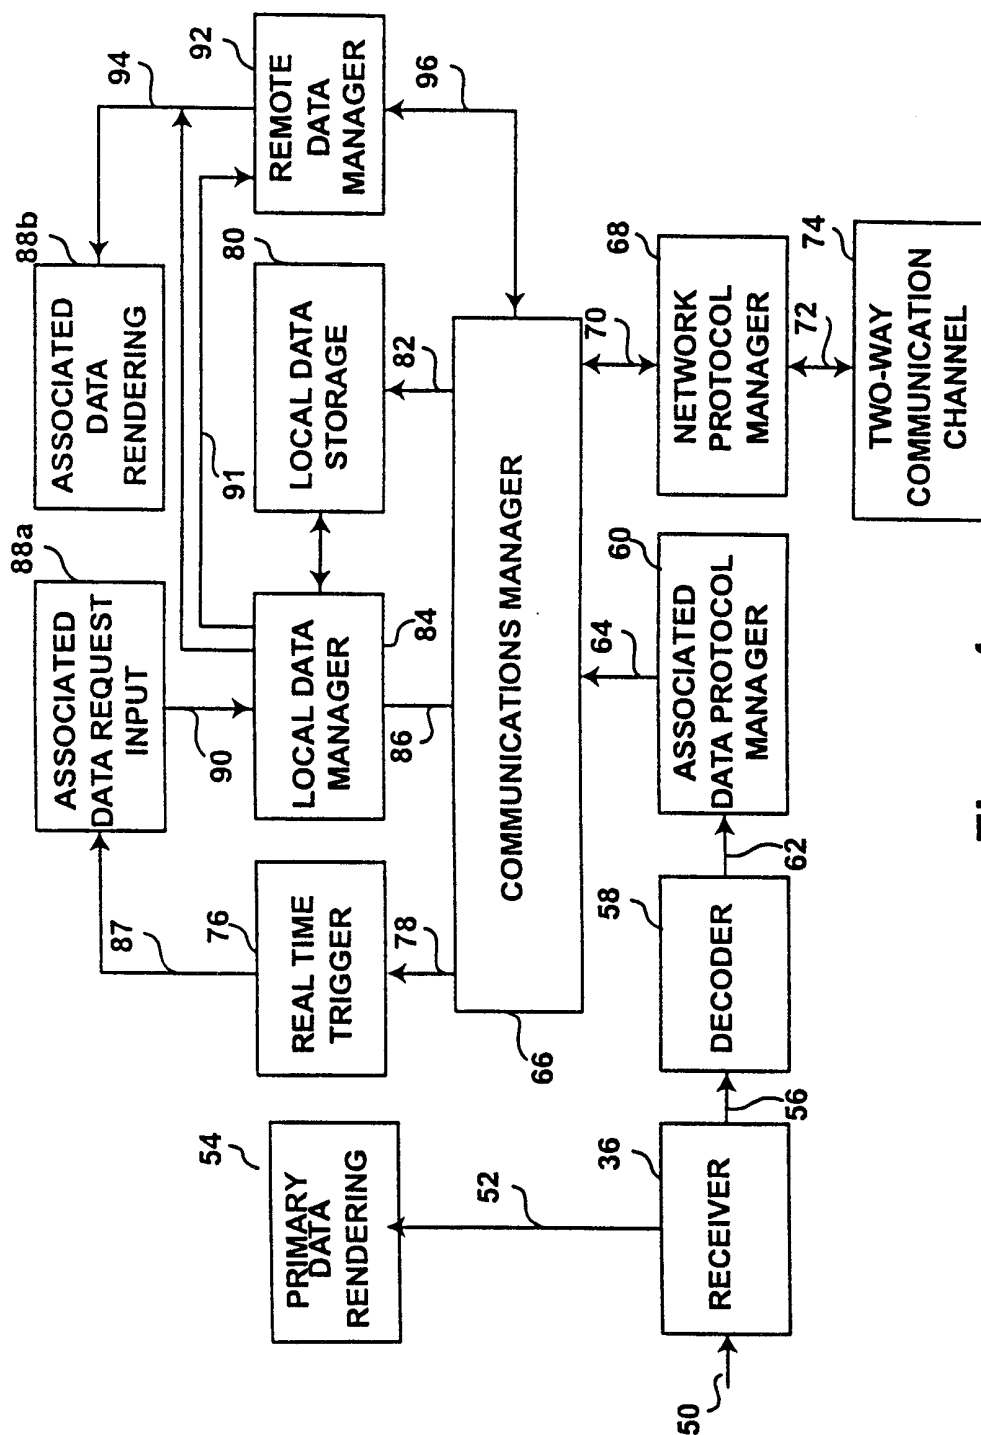 88a
88b
ASSOCIATED
DATA REQUEST
INPUT
ASSOCIATED
DATA
RENDERING
87
94
54
76
90
91
80
92
PRIMARY
DATA
RENDERING
REAL TIME
TRIGGER
LOCAL DATA
MANAGER
LOCAL DATA
STORAGE
REMOTE
DATA
MANAGER
78
86
84
82
96
52
66
COMMUNICATIONS MANAGER
64
70
36
58
60
68
50
RECEIVER
56
DECODER
62
ASSOCIATED
DATA PROTOCOL
MANAGER
NETWORK
PROTOCOL
MANAGER
72
74
TWO-WAY
COMMUNICATION
CHANNEL